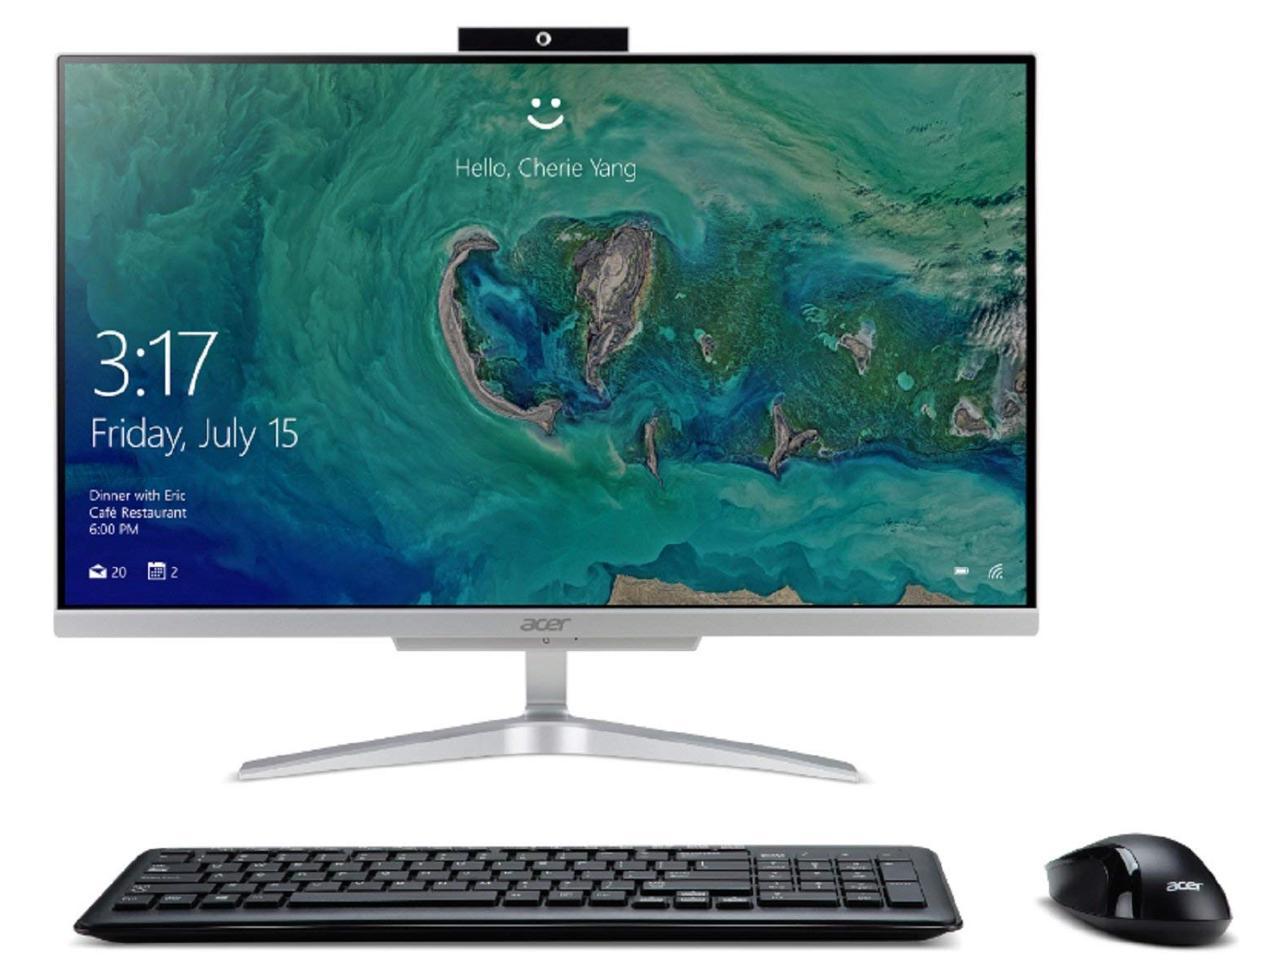 Hello, Cherie Yang
3:17
Friday, July 15
Dinner with Eric
Café Restaurant
6:00 PM
20
2
acer
acer